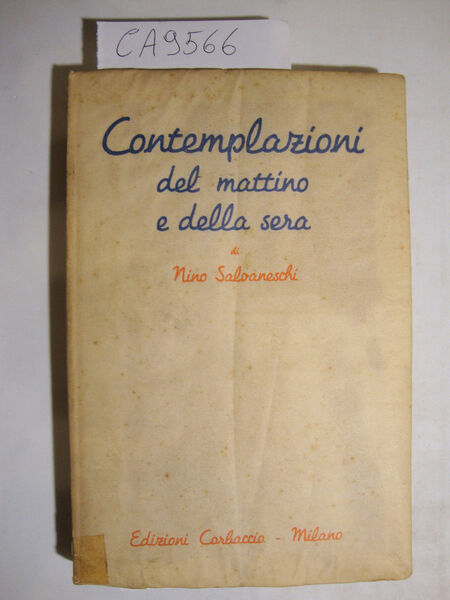 CA9566
Contemplazioni
del mattino
e della sera
di
Nino Salvaneschi
Edizioni Corbaccio - Milano